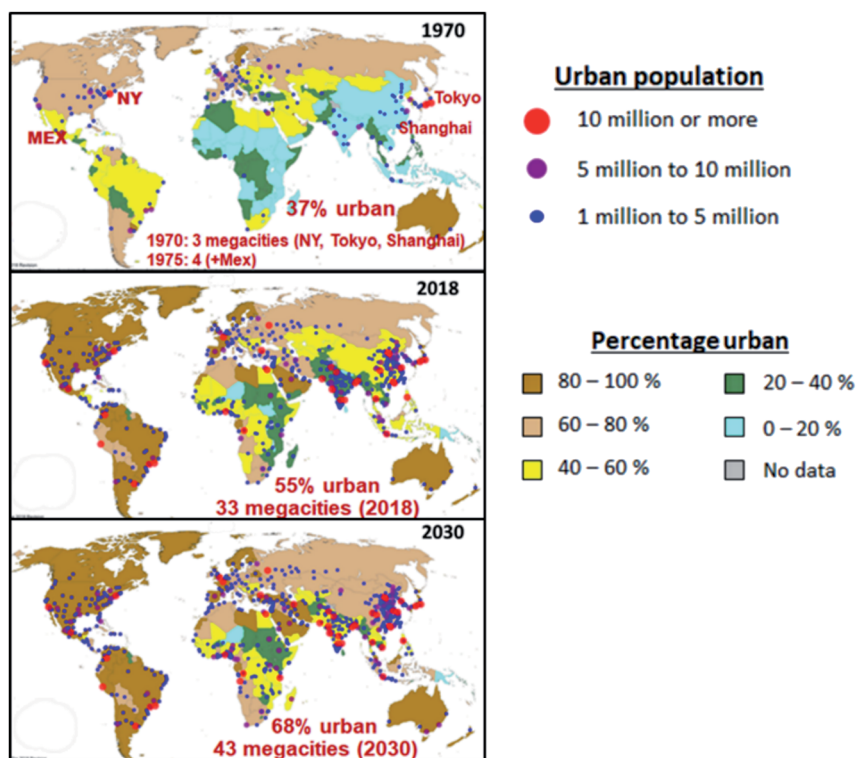 1970
NY
Tokyo
MEX
Shanghai
37% urban
1970: 3 megacities (NY, Tokyo, Shanghai)
1975: 4 (+Mex)
2018
55% urban
33 megacities (2018)
2030
68% urban
43 megacities (2030)
Urban population
10 million or more
5 million to 10 million
1 million to 5 million
Percentage urban
80 – 100 %
20 – 40 %
60 – 80 %
0 – 20 %
40 – 60 %
No data